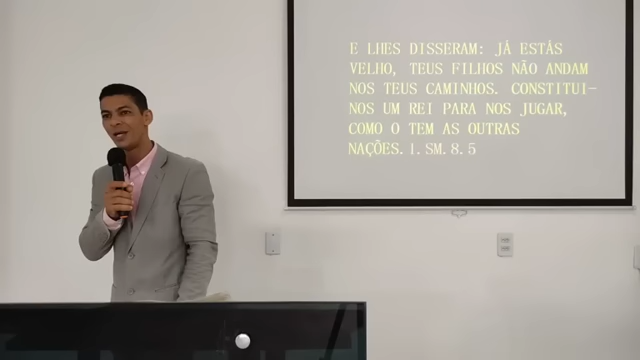 E LHES DISSERAM: JÁ ESTÁS
VELHO, TEUS FILHOS NÃO ANDAM
NOS TEUS CAMINHOS. CONSTITUI-
NOS UM REI PARA NOS JUGAR,
COMO O TEM AS OUTRAS
NAÇÕES.1.SM.8.5